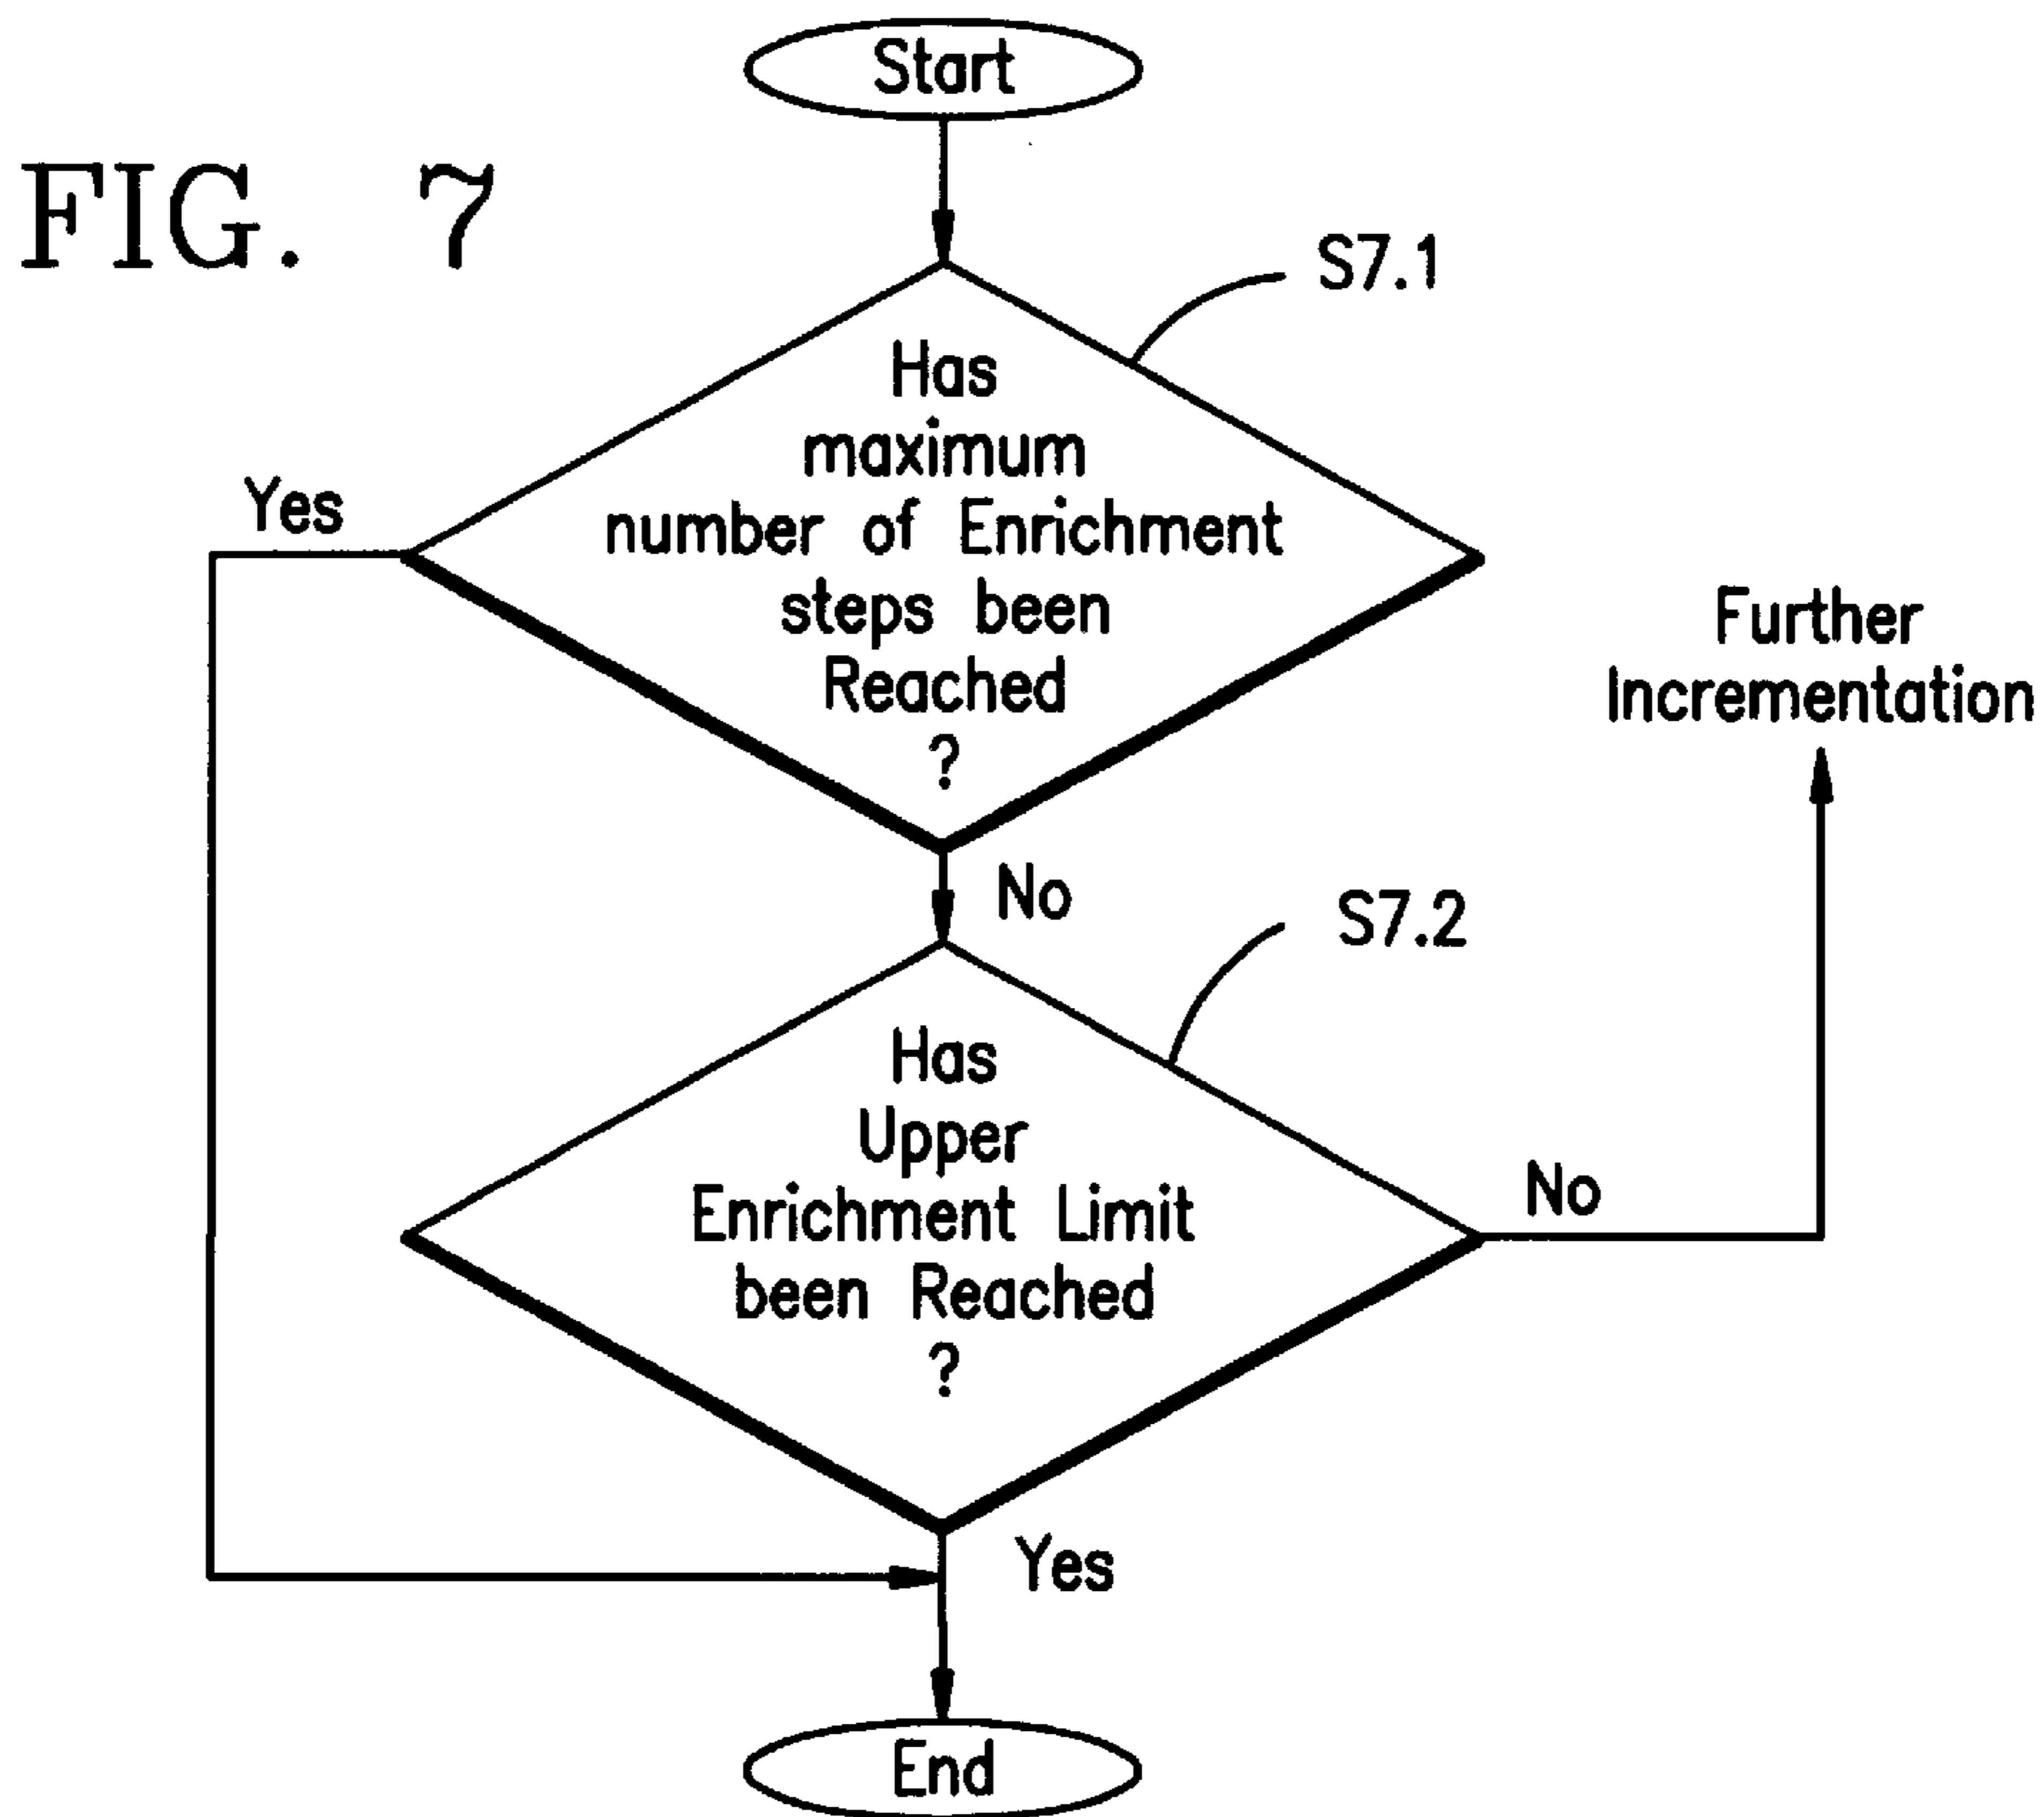 Start
FIG. 7
S7.1
Has
maximum
number of Enrichment
steps been
Reached
?
Yes
Further
Incrementation
No
S7.2
Has
Upper
Enrichment Limit
been Reached
?
No
Yes
End